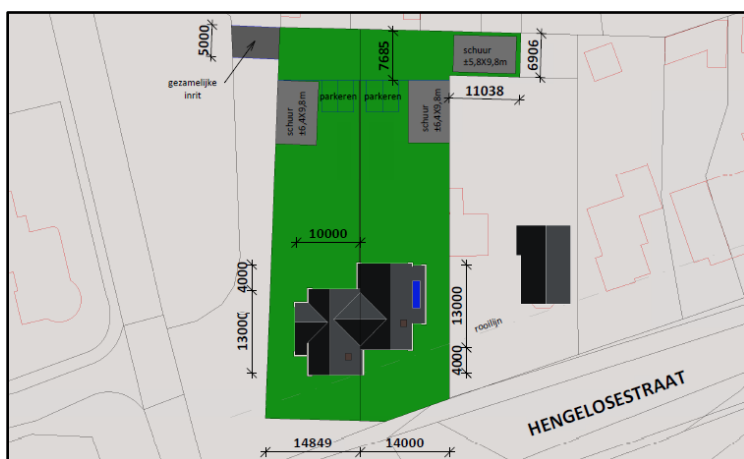 5000
gezamelijke
inrit
7685
schuur
±5,8X9,8m
6906
11038
schuur
±6,4X9,8m
parkeren
parkeren
schuur
±6,4X9,8m
10000
4000
13000
13000
4000
rooilijn
HENGELOSESTRAAT
14849
14000